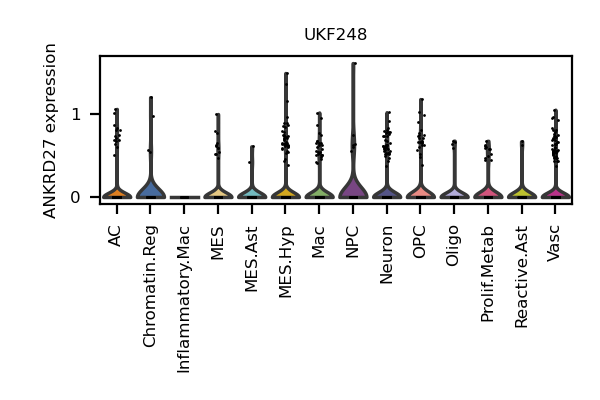 UKF248
ANKRD27 expression
1
0
AC
Chromatin.Reg
Inflammatory.Mac
MES
MES.Ast
MES.Hyp
Mac
NPC
Neuron
OPC
Oligo
Prolif.Metab
Reactive.Ast
Vasc